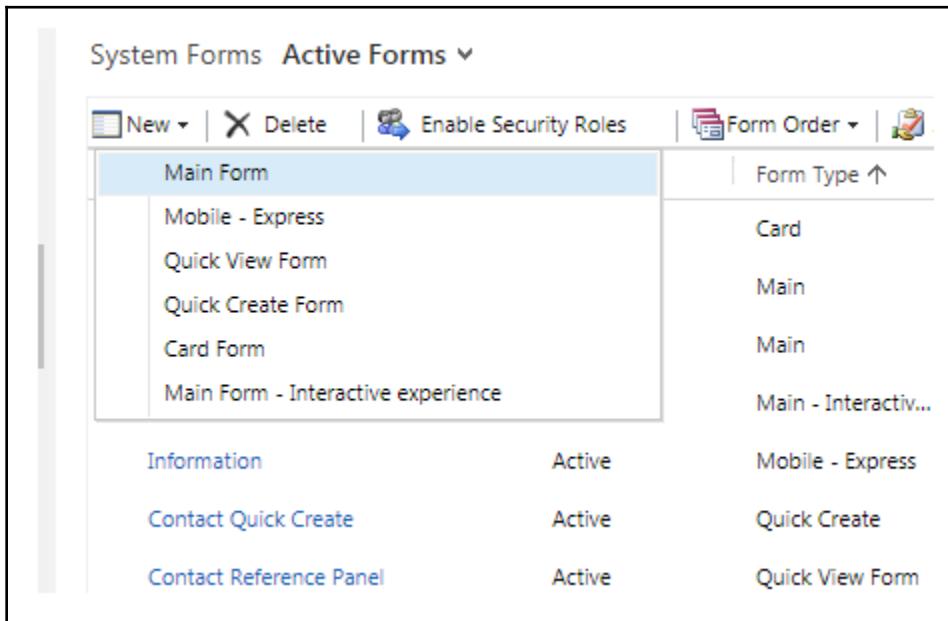 System Forms Active Forms
New Delete Enable Security Roles Form Order
Main Form Form Type
Mobile - Express Card
Quick View Form
Quick Create Form Main
Card Form Main
Main Form - Interactive experience Main - Interactiv...
Information Active Mobile - Express
Contact Quick Create Active Quick Create
Contact Reference Panel Active Quick View Form